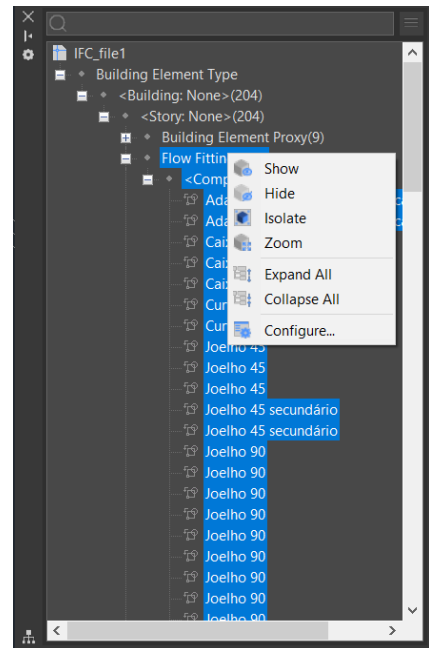 IFC_file1
Building Element Type
<Building: None>(204)
<Story: None>(204)
Building Element Proxy(9)
Flow Fittin
<Comp
Ada
Ada
Caix
Caix
Caix
Cur
Cur
Joelho 45
Joelho 45
Joelho 45
Joelho 45 secundário
Joelho 45 secundário
Joelho 90
Joelho 90
Joelho 90
Joelho 90
Joelho 90
Joelho 90
Joelho 90
Joelho 90
Joelho 90
Show
Hide
Isolate
Zoom
Expand All
Collapse All
Configure...